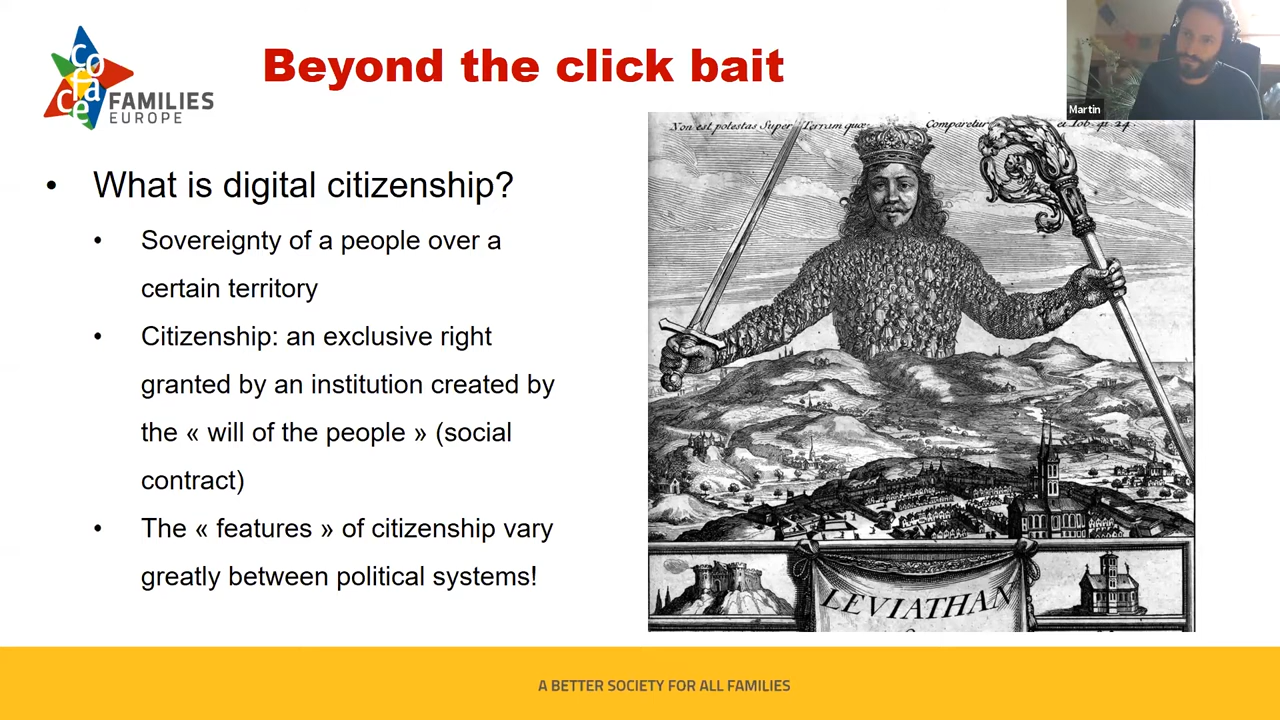 Beyond the click bait
coface
FAMILIES
EUROPE
Martin
Non est potestas Super Terram quæ Comparetur ei Iob. 41. 24.
• What is digital citizenship?
• Sovereignty of a people over a
certain territory
• Citizenship: an exclusive right
granted by an institution created by
the « will of the people » (social
contract)
• The « features » of citizenship vary
greatly between political systems!
LEVIATHAN
A BETTER SOCIETY FOR ALL FAMILIES